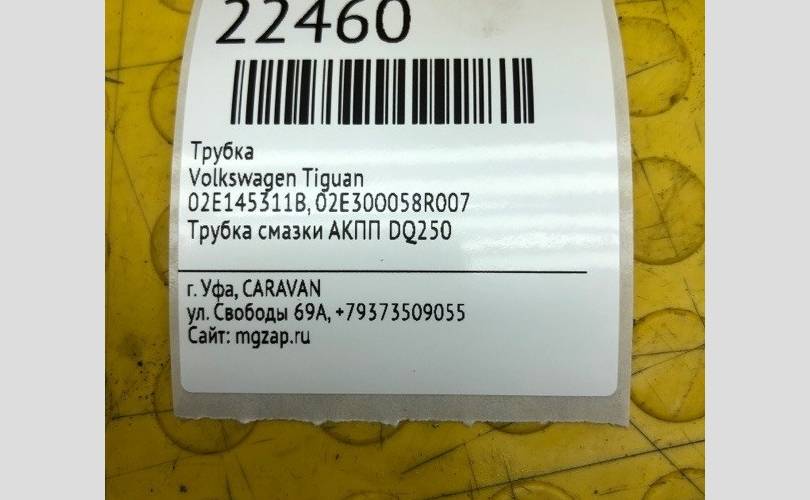 22460
Трубка
Volkswagen Tiguan
02E145311B, 02E300058R007
Трубка смазки АКПП DQ250
г. Уфа, CARAVAN
ул. Свободы 69А, +79373509055
Сайт: mgzap.ru